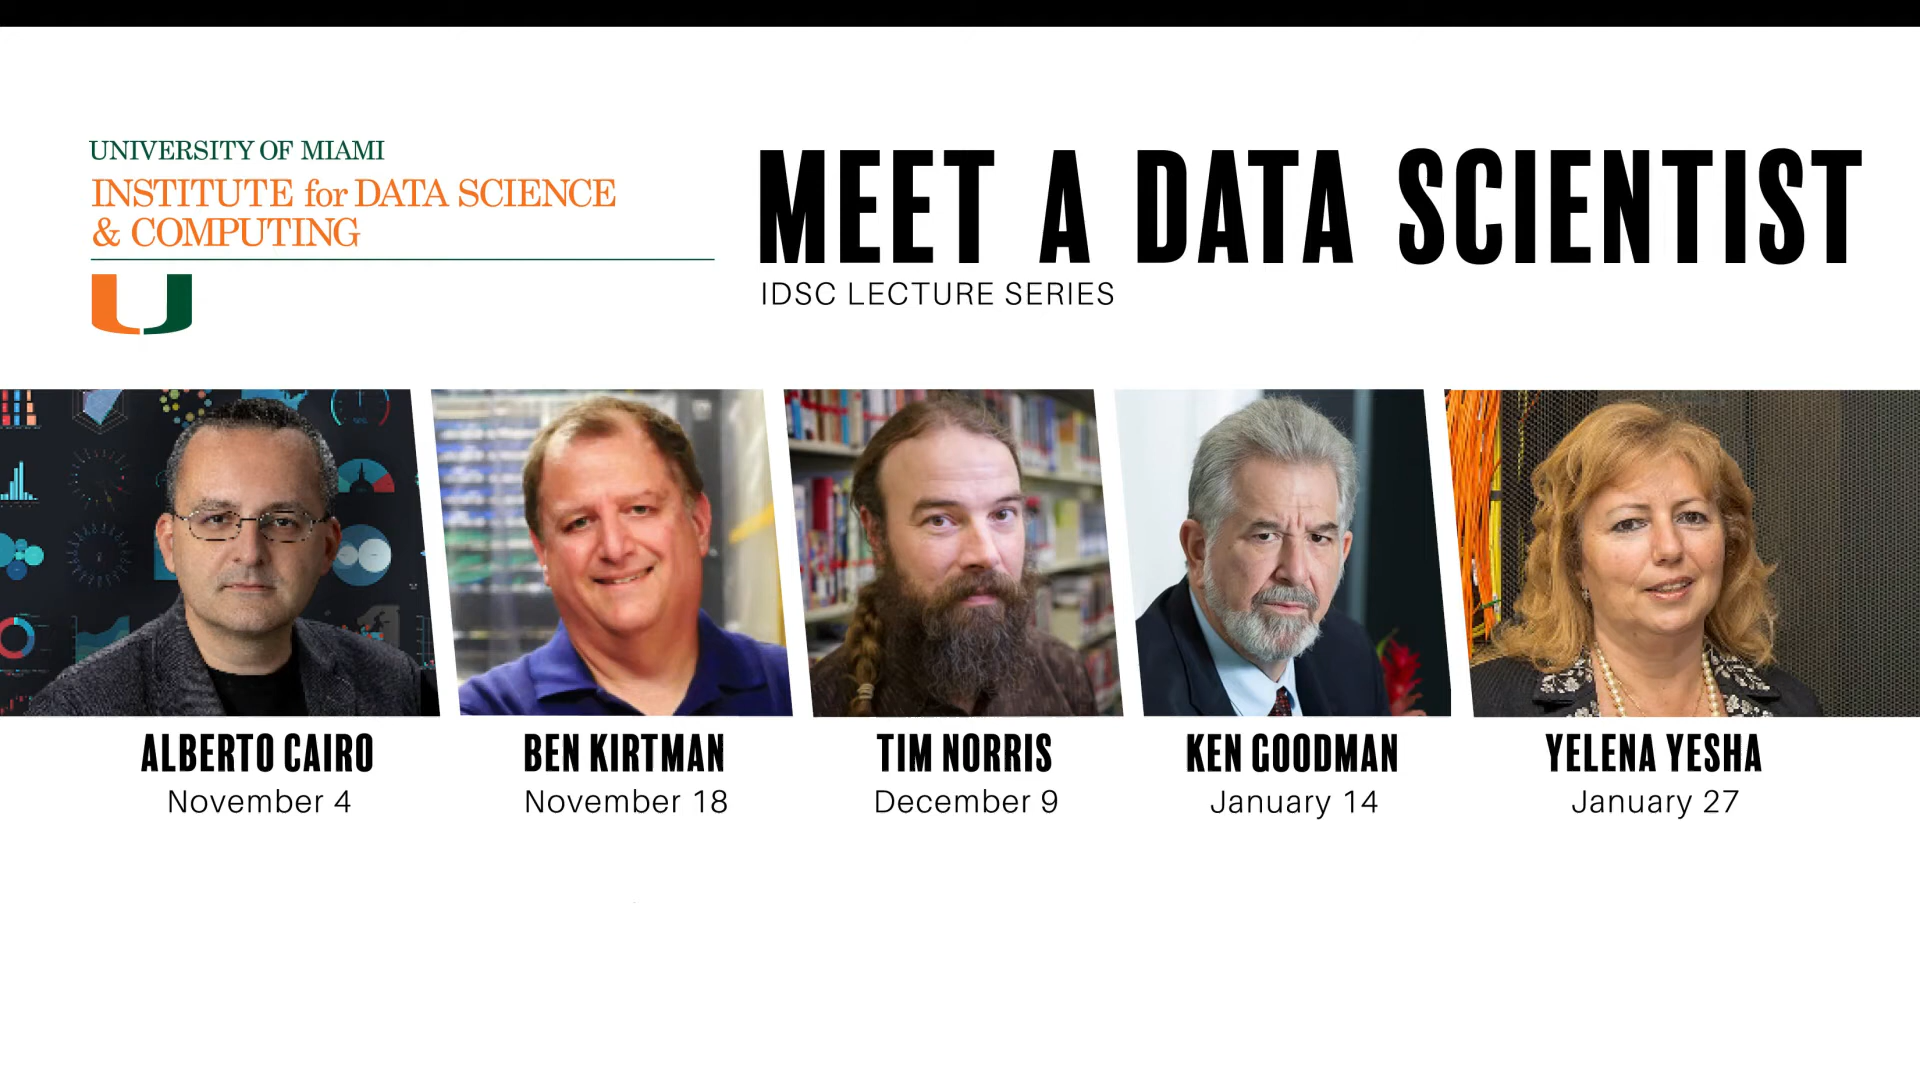 UNIVERSITY OF MIAMI
INSTITUTE for DATA SCIENCE
& COMPUTING
MEET A DATA SCIENTIST
IDSC LECTURE SERIES
ALBERTO CAIRO
November 4
BEN KIRTMAN
November 18
TIM NORRIS
December 9
KEN GOODMAN
January 14
YELENA YESHA
January 27